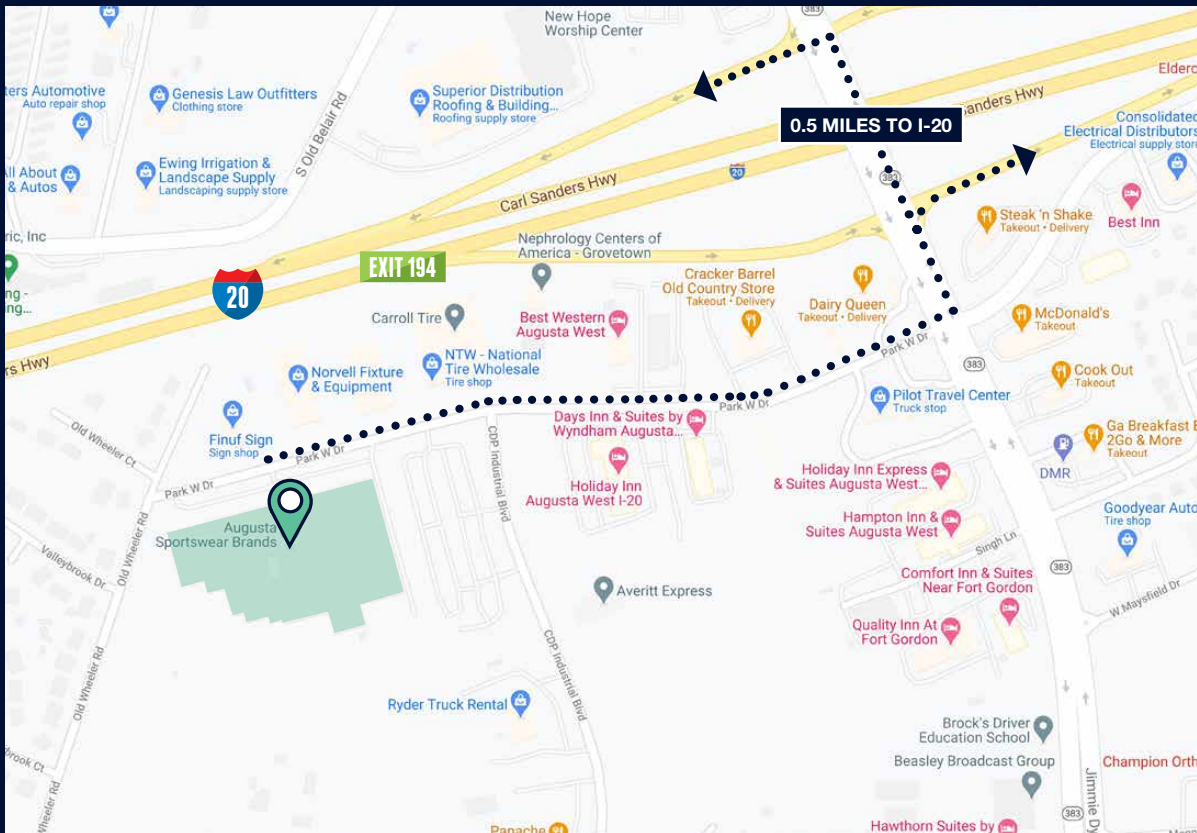 383
New Hope
Worship Center
ters Automotive
Auto repair shop
Genesis Law Outfitters
Clothing store
Superior Distribution
Roofing & Building...
Roofing supply store
S Old Belair Rd
Elderc
0.5 MILES TO I-20
Sanders Hwy
Consolidated
Electrical Distributors
Electrical supply store
All About
& Autos
Ewing Irrigation &
Landscape Supply
Landscaping supply store
20
383
Carl Sanders Hwy
Best Inn
Steak 'n Shake
Takeout • Delivery
ric, Inc
Nephrology Centers of
America - Grovetown
EXIT 194
20
ng -
ng...
Cracker Barrel
Old Country Store
Takeout • Delivery
Dairy Queen
Takeout • Delivery
Carroll Tire
Best Western
Augusta West
McDonald's
Takeout
Park W Dr
rs Hwy
NTW - National
Tire Wholesale
Tire shop
Norvell Fixture
& Equipment
383
Cook Out
Takeout
Pilot Travel Center
Truck stop
Park W Dr
Days Inn & Suites by
Wyndham Augusta...
Finuf Sign
Sign shop
Old Wheeler Ct
CDP Industrial Blvd
Ga Breakfast B
2Go & More
Takeout
DMR
Park W Dr
Holiday Inn
Augusta West I-20
Holiday Inn Express
& Suites Augusta West...
Park W Dr
Old Wheeler Rd
Augusta
Sportswear Brands
Hampton Inn &
Suites Augusta West
Goodyear Auto
Tire shop
Singh Ln
Valleybrook Dr
383
Comfort Inn & Suites
Near Fort Gordon
Averitt Express
W Maysfield Dr
Quality Inn At
Fort Gordon
CDP Industrial Blvd
Old Wheeler Rd
Ryder Truck Rental
Brock's Driver
Education School
Beasley Broadcast Group
Champion Orth
ybrook Ct
Wheeler Rd
Jimmie Dy
383
Panache
Hawthorn Suites by